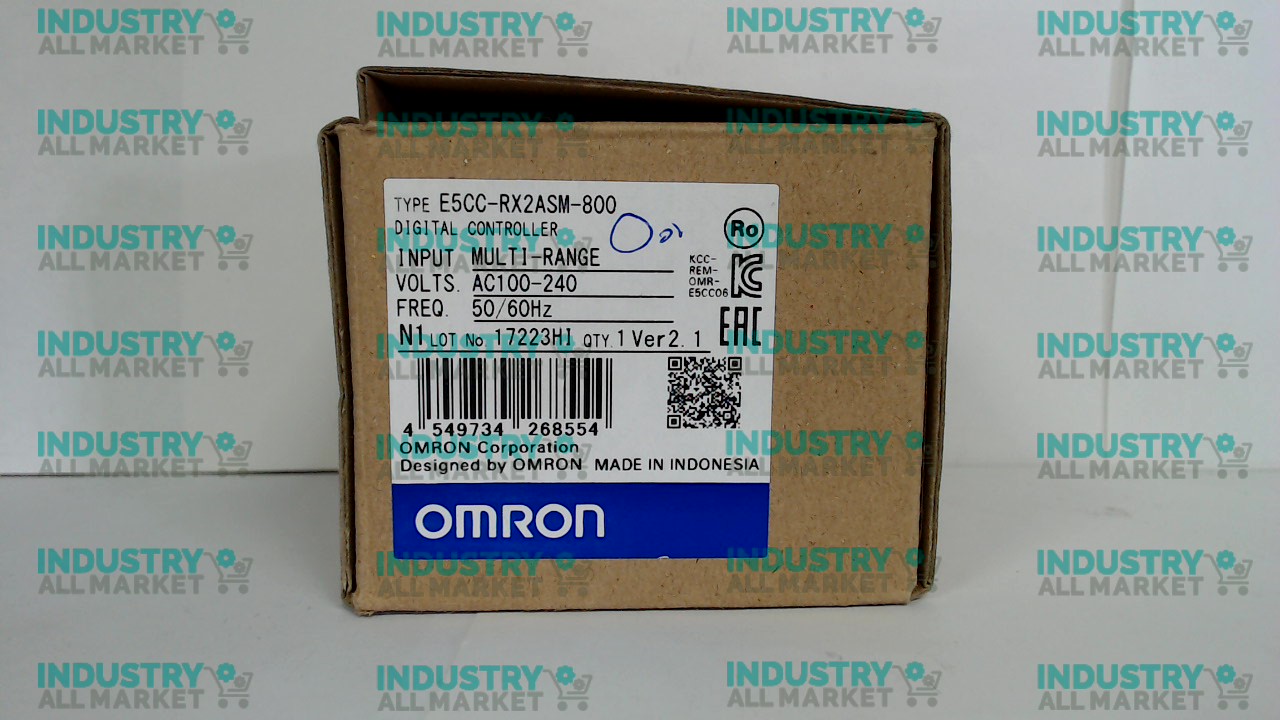 TYPE E5CC-RX2ASM-800
DIGITAL CONTROLLER
INPUT MULTI-RANGE
VOLTS. AC100-240
FREQ. 50/60Hz
N1 LOT No. 17223HI QTY. 1 Ver2. 1
Ro
KCC-
REM-
OMR-
E5CC06
EAC
4 549734 268554
OMRON Corporation
Designed by OMRON MADE IN INDONESIA
OMRON
INDUSTRY
ALL MARKET